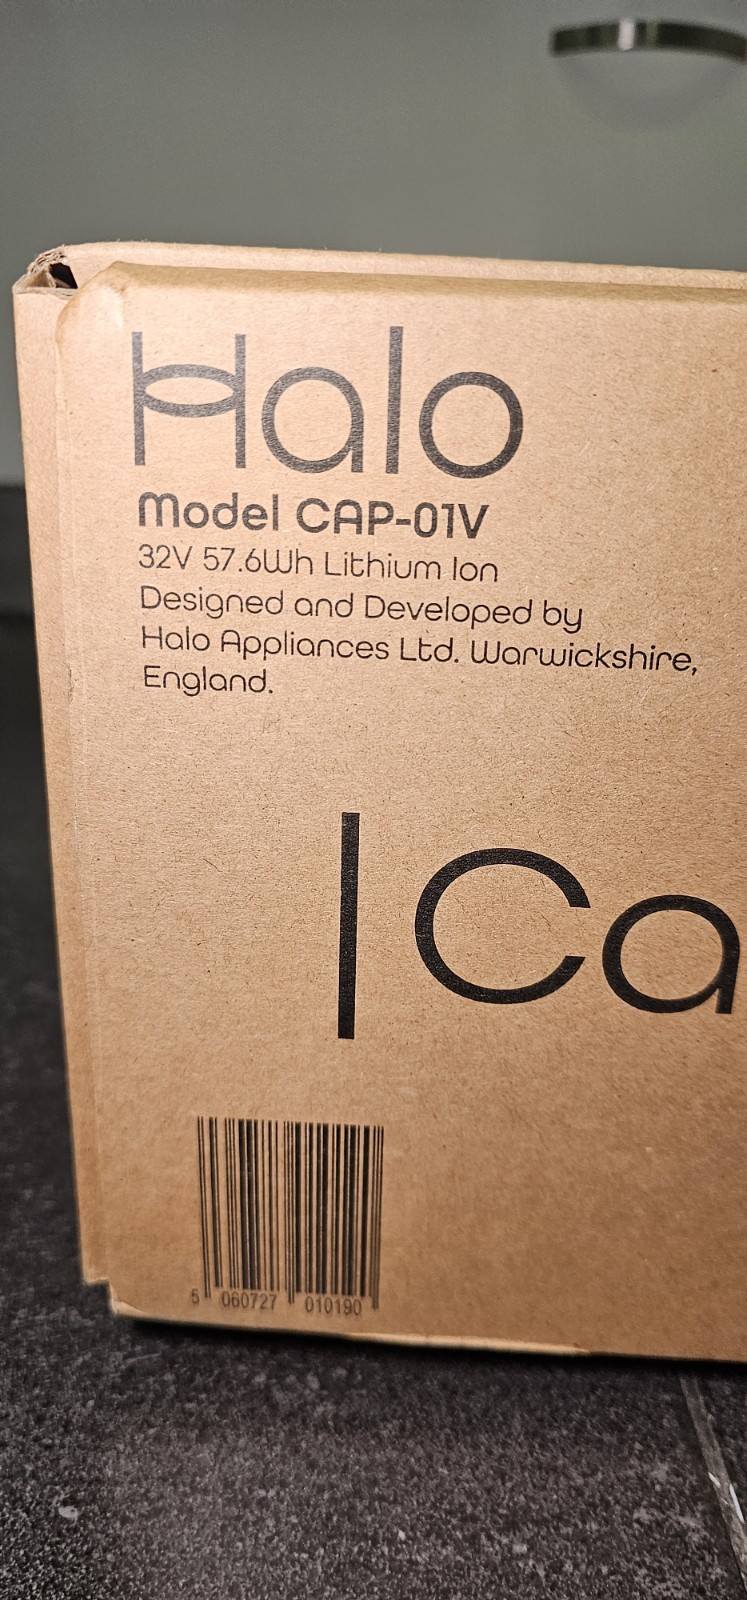 Halo
Model CAP-01V
32V 57.6Wh Lithium Ion
Designed and Developed by
Halo Appliances Ltd. Warwickshire,
England.
| Ca
5 060727 010190